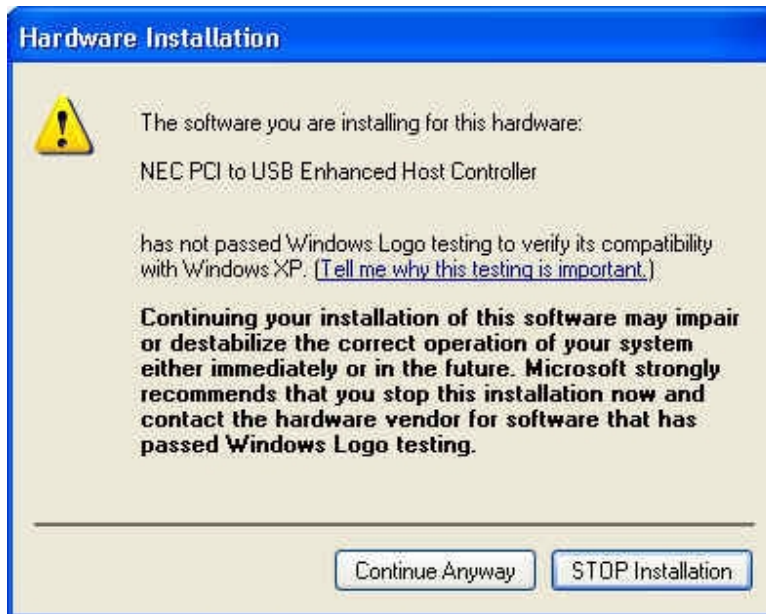 Hardware Installation
The software you are installing for this hardware:
NEC PCI to USB Enhanced Host Controller
has not passed Windows Logo testing to verify its compatibility
with Windows XP. (Tell me why this testing is important.)
Continuing your installation of this software may impair
or destabilize the correct operation of your system
either immediately or in the future. Microsoft strongly
recommends that you stop this installation now and
contact the hardware vendor for software that has
passed Windows Logo testing.
Continue Anyway
STOP Installation